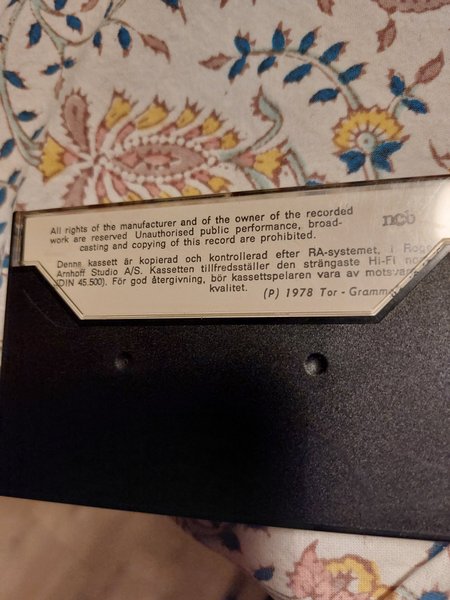 All rights of the manufacturer and of the owner of the recorded
work are reserved Unauthorised public performance, broad-
casting and copying of this record are prohibited.
ncb
Denne kassett är kopierad och kontrollerad efter RA-systemet, i
Arnhoff Studio A/S. Kassetten tillfredsställer den strängaste Hi-Fi
(DIN 45.500). För god återgivning, bör kassettspelaren vara av
kvalitet.
(P) 1978 Tor-Gramm